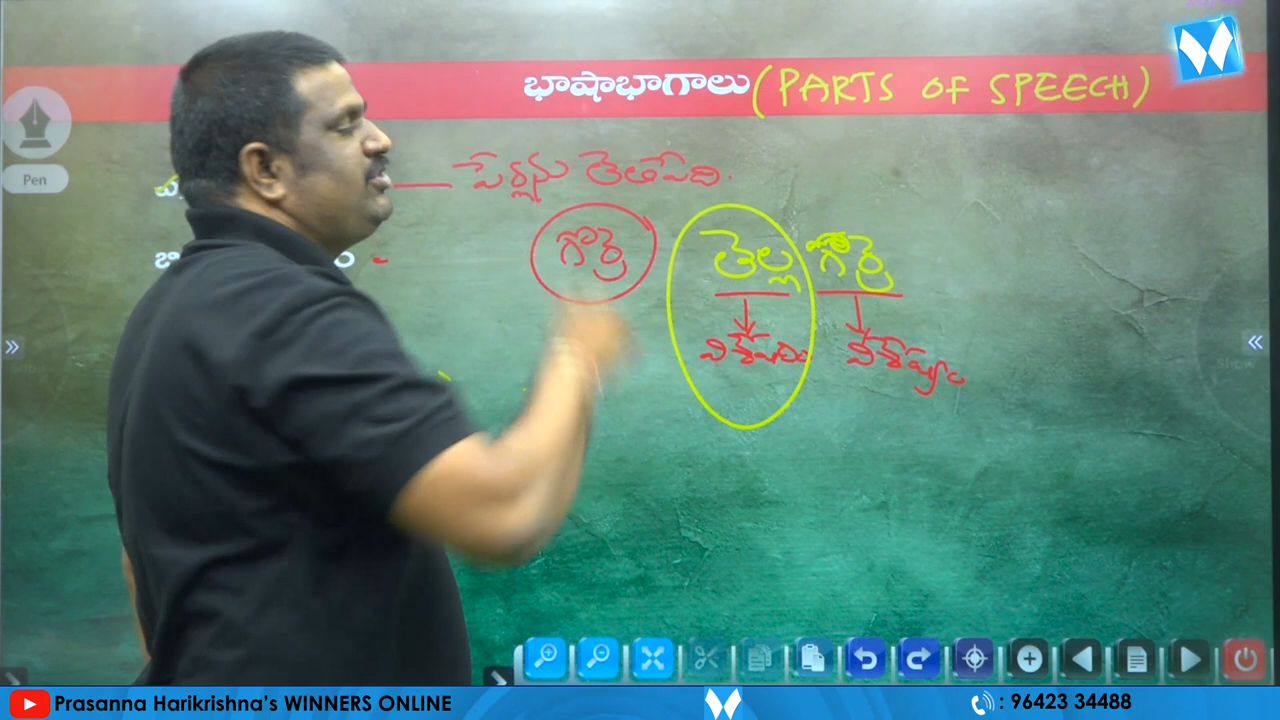 భాషాభాగాలు (PARTS OF SPEECH)
Pen
పేర్లను తెలిపేది.
గొర్రె తెల్ల గొర్రె
విశేషణం విశేష్యం
Prasanna Harikrishna's WINNERS ONLINE : 96423 34488